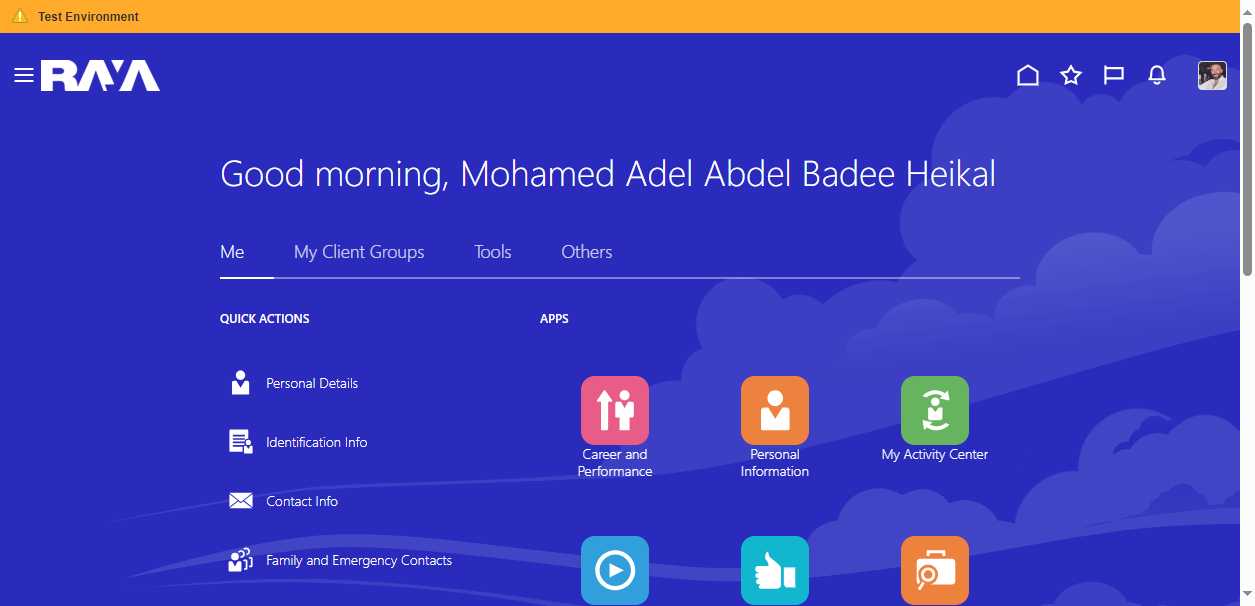 Test Environment
RAYA
Good morning, Mohamed Adel Abdel Badee Heikal
Me
My Client Groups
Tools
Others
QUICK ACTIONS
APPS
Personal Details
Identification Info
Contact Info
Family and Emergency Contacts
Career and
Performance
Personal
Information
My Activity Center